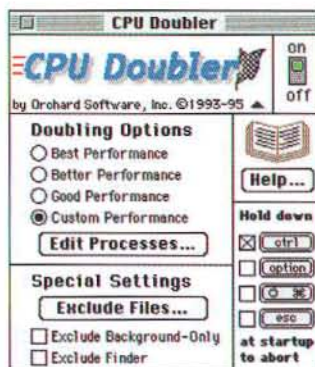 CPU Doubler
CPU Doubler
on
off
by Orchard Software, Inc. ©1993-95
Doubling Options
Best Performance
Better Performance
Good Performance
Custom Performance
Edit Processes...
Help...
Hold down
ctrl
option
⌘
esc
at startup
to abort
Special Settings
Exclude Files...
Exclude Background-Only
Exclude Finder